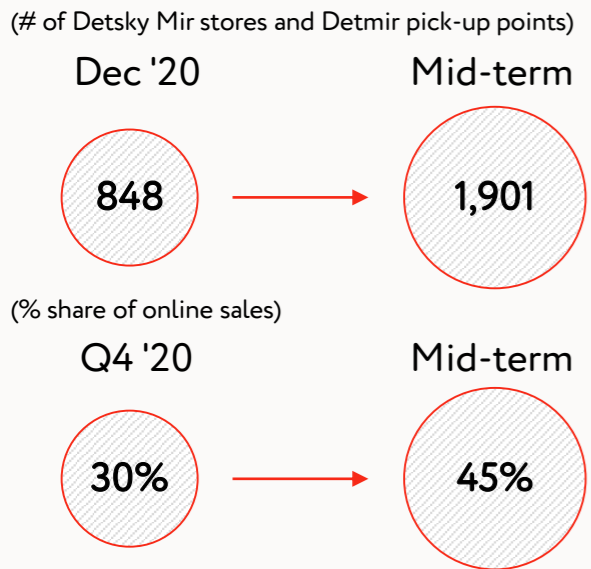 (# of Detsky Mir stores and Detmir pick-up points)
Dec '20 Mid-term
848 1,901
(% share of online sales)
Q4 '20 Mid-term
30% 45%